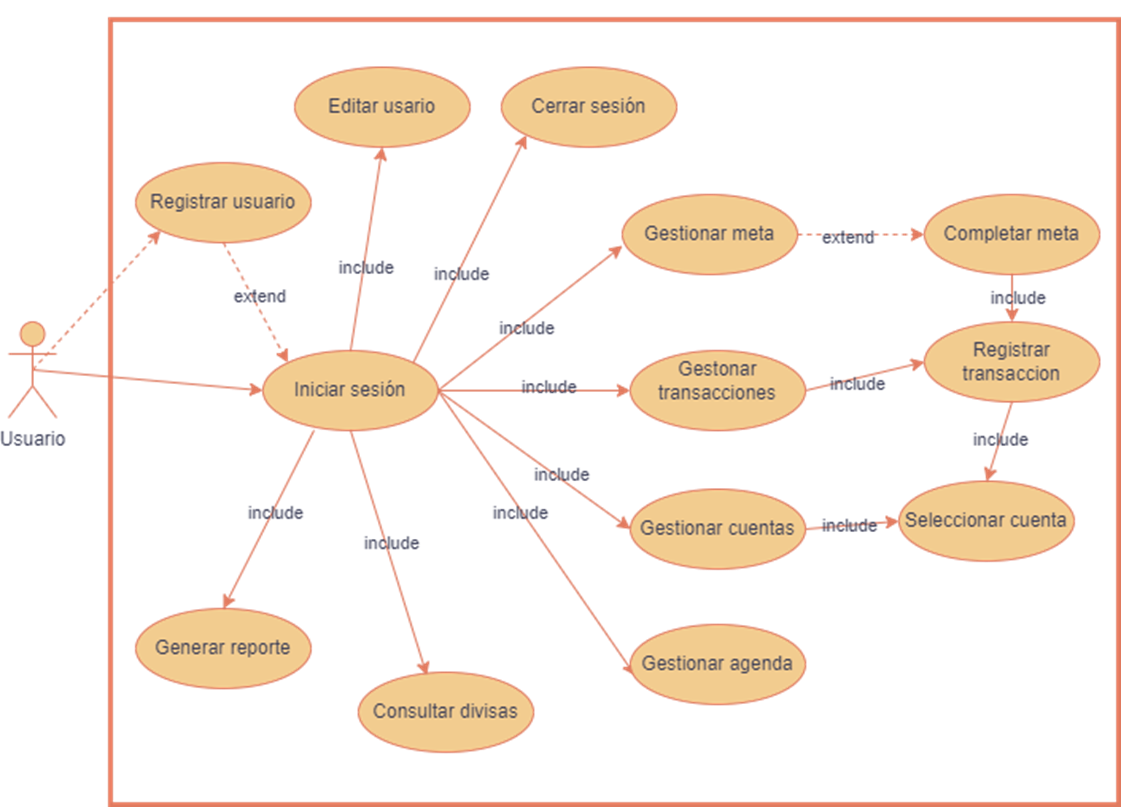 Editar usario
Cerrar sesión
Registrar usuario
Gestionar meta
extend
Completar meta
include
include
extend
include
include
Iniciar sesión
include
Gestonar
transacciones
include
Registrar
transaccion
Usuario
include
include
include
include
include
Gestionar cuentas
include
Seleccionar cuenta
Generar reporte
Gestionar agenda
Consultar divisas